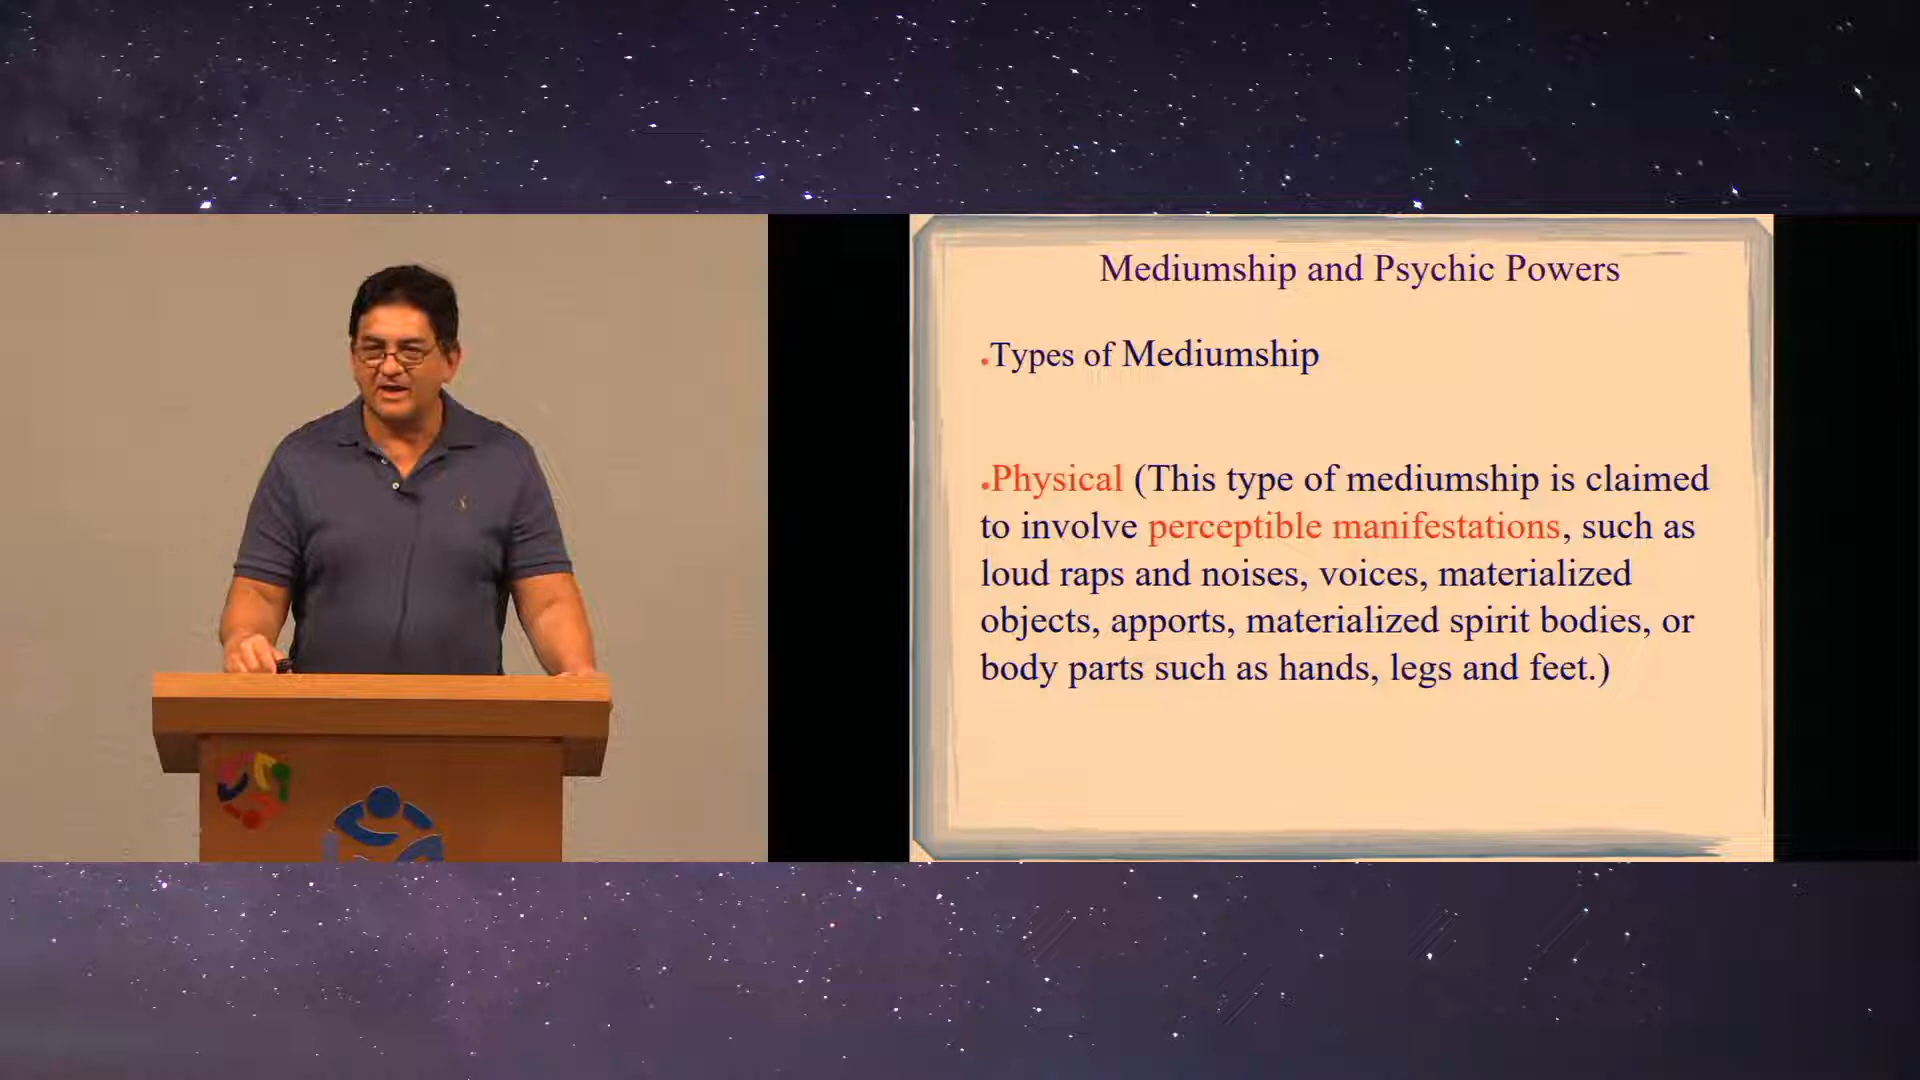 Mediumship and Psychic Powers
•Types of Mediumship
•Physical (This type of mediumship is claimed
to involve perceptible manifestations, such as
loud raps and noises, voices, materialized
objects, apports, materialized spirit bodies, or
body parts such as hands, legs and feet.)